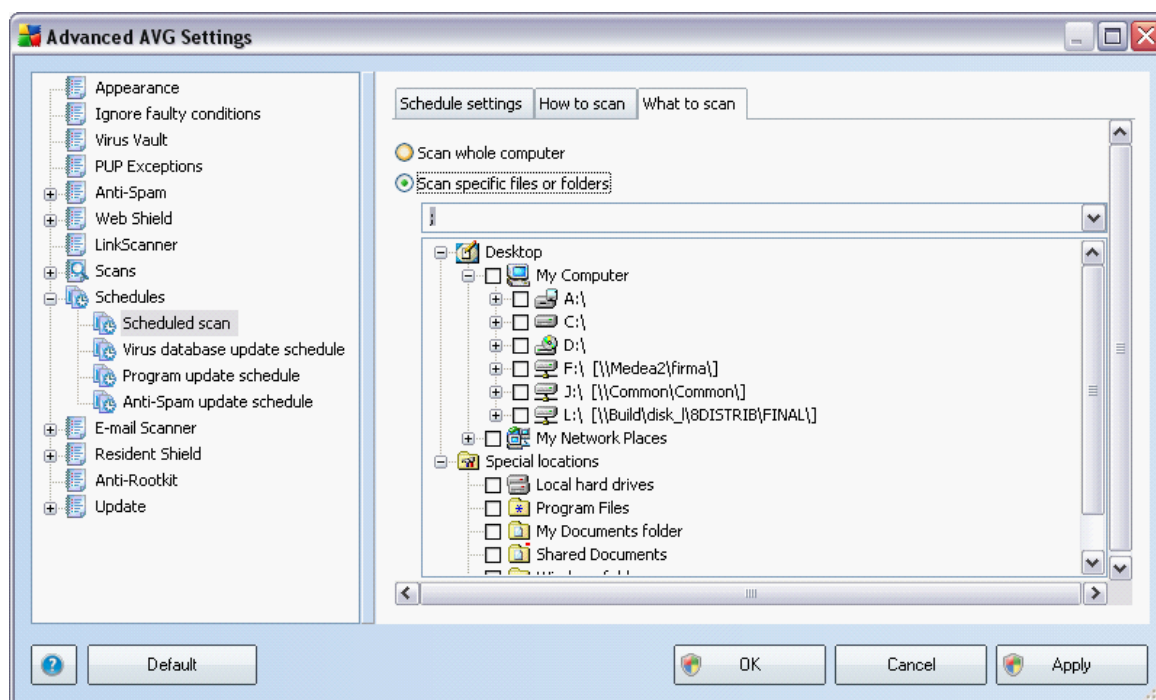 Advanced AVG Settings
Appearance
Ignore faulty conditions
Virus Vault
PUP Exceptions
Anti-Spam
Web Shield
LinkScanner
Scans
Schedules
Scheduled scan
Virus database update schedule
Program update schedule
Anti-Spam update schedule
E-mail Scanner
Resident Shield
Anti-Rootkit
Update
Schedule settings
How to scan
What to scan
Scan whole computer
Scan specific files or folders
;
Desktop
My Computer
A:\
C:\
D:\
F:\ [\\Medea2\firma\]
J:\ [\\Common\Common\]
L:\ [\\Build\disk_l\8DISTRIB\FINAL\]
My Network Places
Special locations
Local hard drives
Program Files
My Documents folder
Shared Documents
Default
OK
Cancel
Apply